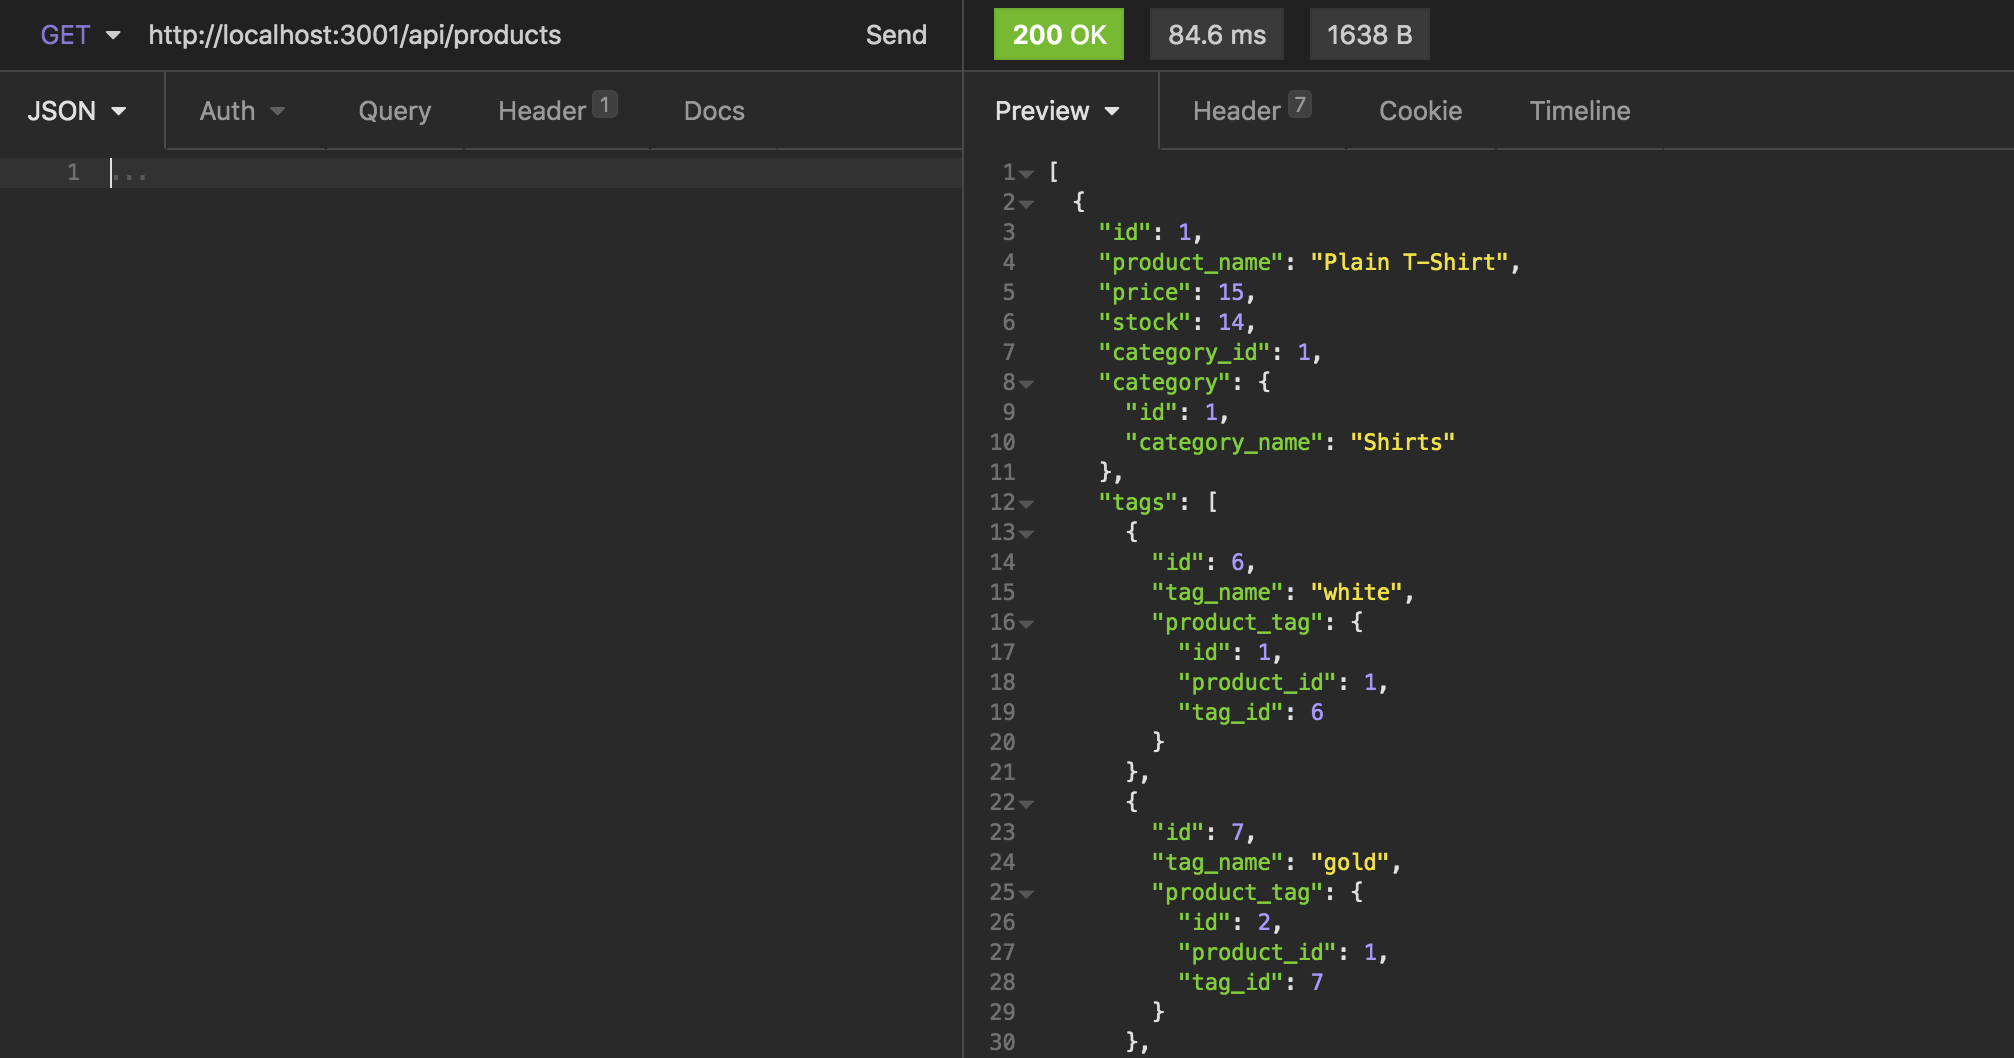 GET http://localhost:3001/api/products Send
200 OK 84.6 ms 1638 B
JSON Auth Query Header 1 Docs
Preview Header 7 Cookie Timeline
1 ...
1 [
2 {
3 "id": 1,
4 "product_name": "Plain T-Shirt",
5 "price": 15,
6 "stock": 14,
7 "category_id": 1,
8 "category": {
9 "id": 1,
10 "category_name": "Shirts"
11 },
12 "tags": [
13 {
14 "id": 6,
15 "tag_name": "white",
16 "product_tag": {
17 "id": 1,
18 "product_id": 1,
19 "tag_id": 6
20 }
21 },
22 {
23 "id": 7,
24 "tag_name": "gold",
25 "product_tag": {
26 "id": 2,
27 "product_id": 1,
28 "tag_id": 7
29 }
30 },